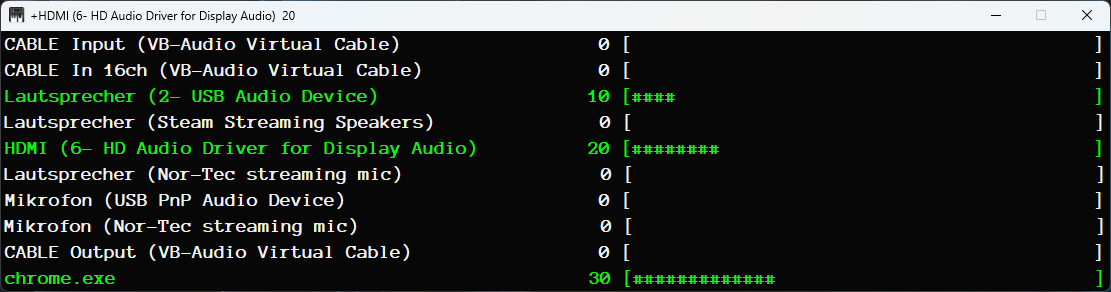 +HDMI (6- HD Audio Driver for Display Audio) 20
CABLE Input (VB-Audio Virtual Cable) 0 [ ]
CABLE In 16ch (VB-Audio Virtual Cable) 0 [ ]
Lautsprecher (2- USB Audio Device) 10 [#### ]
Lautsprecher (Steam Streaming Speakers) 0 [ ]
HDMI (6- HD Audio Driver for Display Audio) 20 [######## ]
Lautsprecher (Nor-Tec streaming mic) 0 [ ]
Mikrofon (USB PnP Audio Device) 0 [ ]
Mikrofon (Nor-Tec streaming mic) 0 [ ]
CABLE Output (VB-Audio Virtual Cable) 0 [ ]
chrome.exe 30 [############# ]